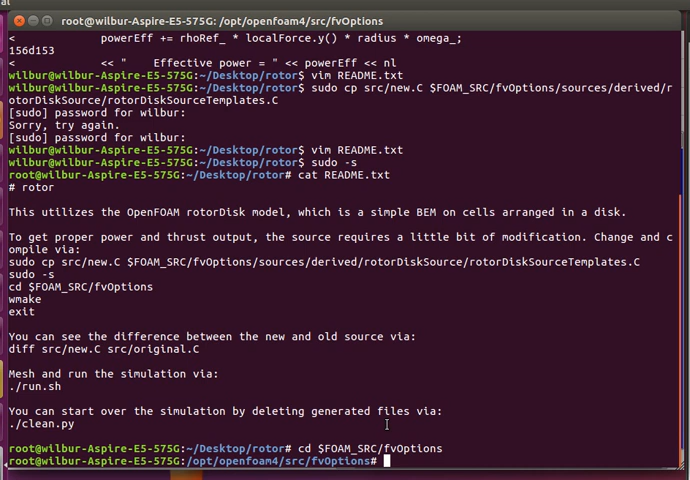 al
root@wilbur-Aspire-E5-575G: /opt/openfoam4/src/fvOptions
<            powerEff += rhoRef_ * localForce.y() * radius * omega_;
156d153
<          << "    Effective power = " << powerEff << nl
wilbur@wilbur-Aspire-E5-575G:~/Desktop/rotor$ vim README.txt
wilbur@wilbur-Aspire-E5-575G:~/Desktop/rotor$ sudo cp src/new.C $FOAM_SRC/fvOptions/sources/derived/r
otorDiskSource/rotorDiskSourceTemplates.C
[sudo] password for wilbur:
Sorry, try again.
[sudo] password for wilbur:
wilbur@wilbur-Aspire-E5-575G:~/Desktop/rotor$ vim README.txt
wilbur@wilbur-Aspire-E5-575G:~/Desktop/rotor$ sudo -s
root@wilbur-Aspire-E5-575G:~/Desktop/rotor# cat README.txt
# rotor
This utilizes the OpenFOAM rotorDisk model, which is a simple BEM on cells arranged in a disk.
To get proper power and thrust output, the source requires a little bit of modification. Change and c
ompile via:
sudo cp src/new.C $FOAM_SRC/fvOptions/sources/derived/rotorDiskSource/rotorDiskSourceTemplates.C
sudo -s
cd $FOAM_SRC/fvOptions
wmake
exit
You can see the difference between the new and old source via:
diff src/new.C src/original.C
Mesh and run the simulation via:
./run.sh
You can start over the simulation by deleting generated files via:
./clean.py
root@wilbur-Aspire-E5-575G:~/Desktop/rotor# cd $FOAM_SRC/fvOptions
root@wilbur-Aspire-E5-575G:/opt/openfoam4/src/fvOptions#